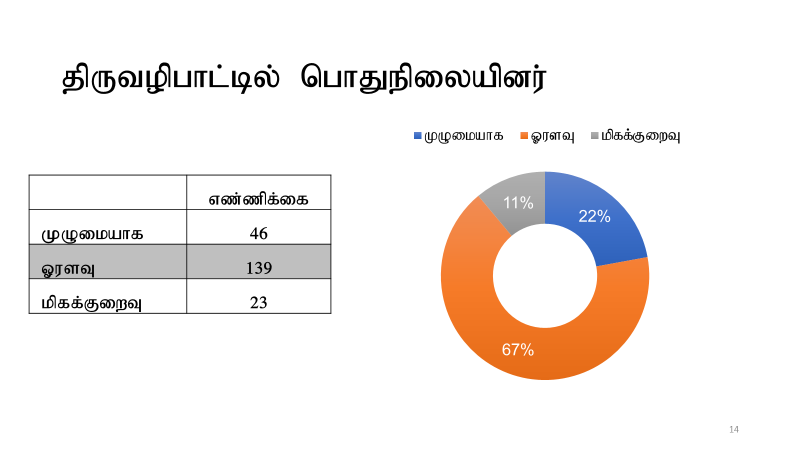 திருவழிபாட்டில் பொதுநிலையினர்
முழுமையாக ஓரளவு மிகக்குறைவு
எண்ணிக்கை
முழுமையாக 46
ஓரளவு 139
மிகக்குறைவு 23
11%
22%
67%
14